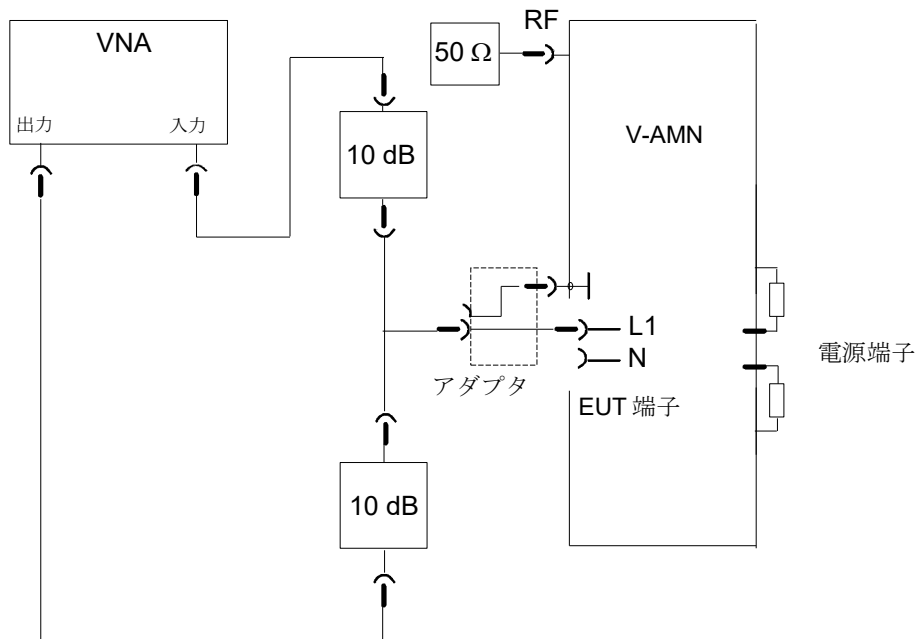 VNA
出力
入力
RF
50 Ω
10 dB
V-AMN
L1
N
アダプタ
EUT 端子
電源端子
10 dB